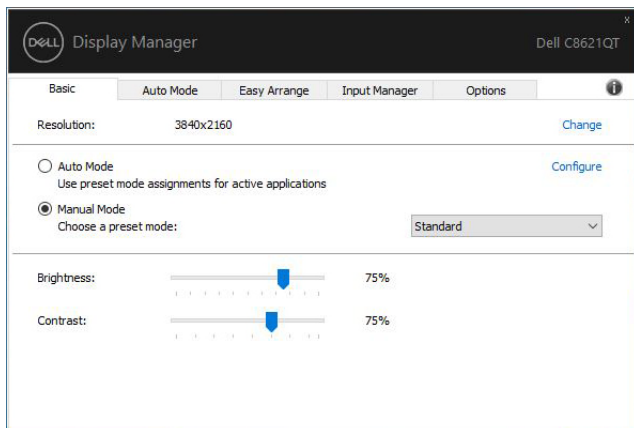 DELL Display Manager
x
Dell C8621QT
Basic Auto Mode Easy Arrange Input Manager Options i
Resolution: 3840x2160 Change
Auto Mode Configure
Use preset mode assignments for active applications
Manual Mode
Choose a preset mode: Standard
Brightness: 75%
Contrast: 75%